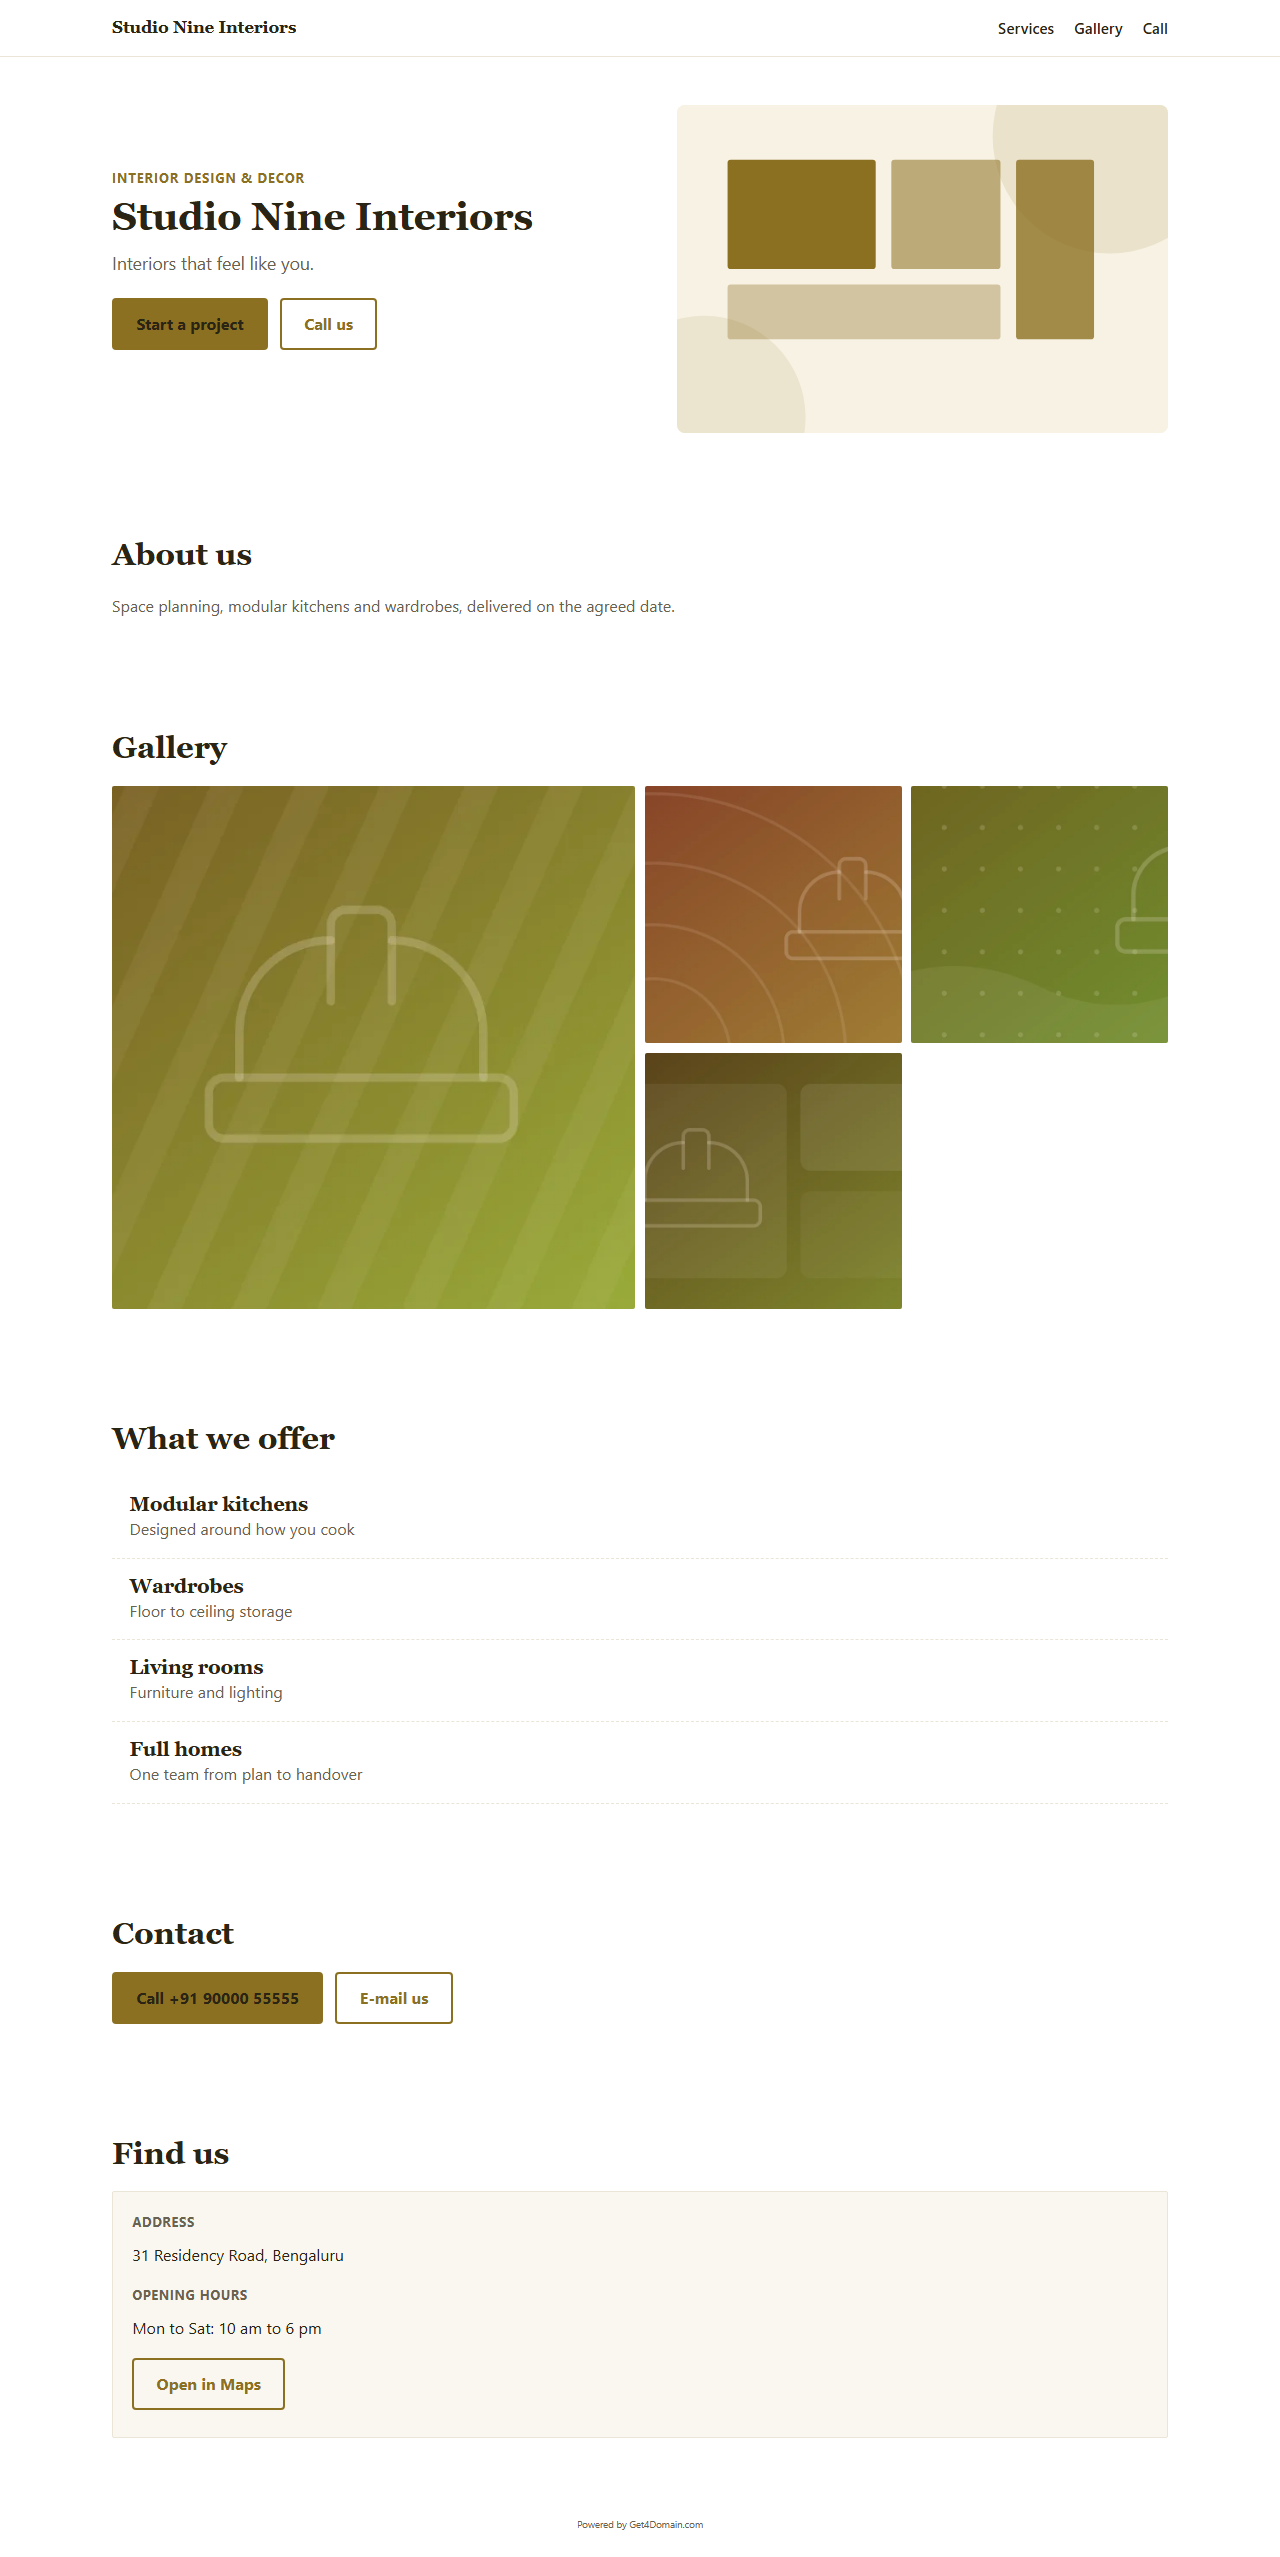 Studio Nine Interiors
Services Gallery Call
INTERIOR DESIGN & DECOR
Studio Nine Interiors
Interiors that feel like you.
Start a project Call us
About us
Space planning, modular kitchens and wardrobes, delivered on the agreed date.
Gallery
What we offer
Modular kitchens
Designed around how you cook
Wardrobes
Floor to ceiling storage
Living rooms
Furniture and lighting
Full homes
One team from plan to handover
Contact
Call +91 90000 55555 E-mail us
Find us
ADDRESS
31 Residency Road, Bengaluru
OPENING HOURS
Mon to Sat: 10 am to 6 pm
Open in Maps
Powered by Get4Domain.com